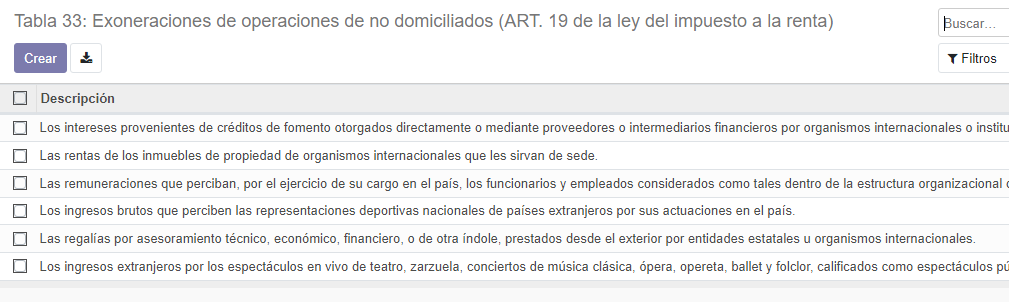 Tabla 33: Exoneraciones de operaciones de no domiciliados (ART. 19 de la ley del impuesto a la renta)
Buscar...
Crear
Filtros
Descripción
Los intereses provenientes de créditos de fomento otorgados directamente o mediante proveedores o intermediarios financieros por organismos internacionales o institu
Las rentas de los inmuebles de propiedad de organismos internacionales que les sirvan de sede.
Las remuneraciones que perciban, por el ejercicio de su cargo en el país, los funcionarios y empleados considerados como tales dentro de la estructura organizacional
Los ingresos brutos que perciben las representaciones deportivas nacionales de países extranjeros por sus actuaciones en el país.
Las regalías por asesoramiento técnico, económico, financiero, o de otra índole, prestados desde el exterior por entidades estatales u organismos internacionales.
Los ingresos extranjeros por los espectáculos en vivo de teatro, zarzuela, conciertos de música clásica, ópera, opereta, ballet y folclor, calificados como espectáculos pú